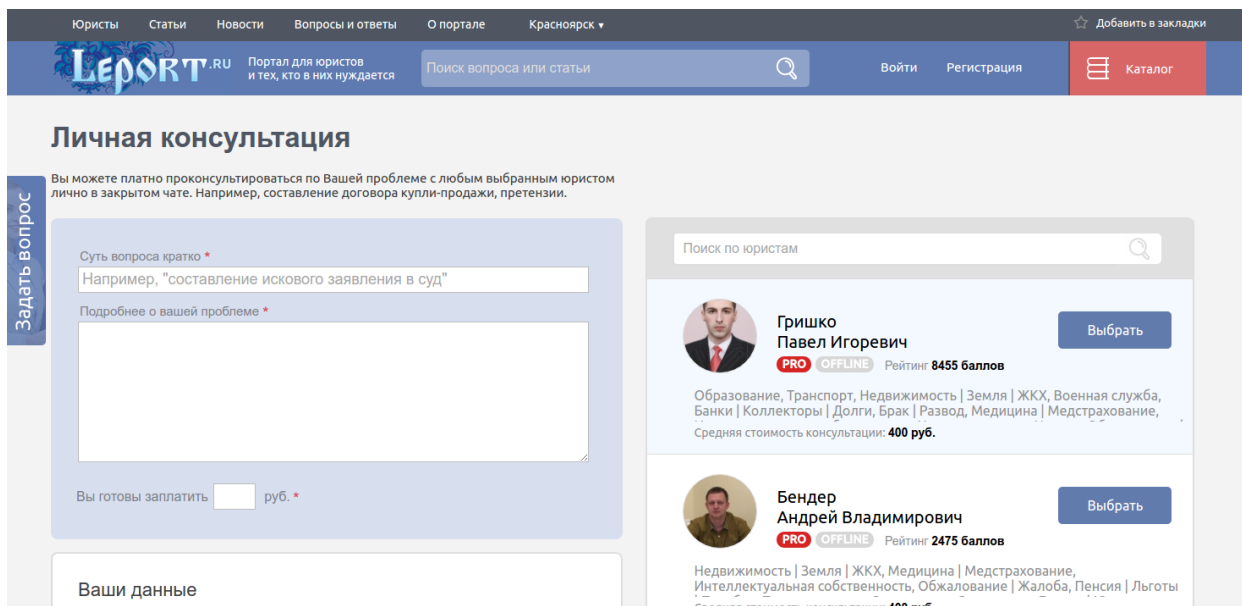 Юристы Статьи Новости Вопросы и ответы О портале Красноярск ▾ Добавить в закладки
LEPORT.RU
Портал для юристов
и тех, кто в них нуждается
Поиск вопроса или статьи
Войти Регистрация Каталог
Личная консультация
Вы можете платно проконсультироваться по Вашей проблеме с любым выбранным юристом
лично в закрытом чате. Например, составление договора купли-продажи, претензии.
Задать вопрос
Суть вопроса кратко *
Например, "составление искового заявления в суд"
Подробнее о вашей проблеме *
Вы готовы заплатить руб. *
Ваши данные
Поиск по юристам
Гришко
Павел Игоревич
Выбрать
PRO OFFLINE Рейтинг 8455 баллов
Образование, Транспорт, Недвижимость | Земля | ЖКХ, Военная служба,
Банки | Коллекторы | Долги, Брак | Развод, Медицина | Медстрахование,
Средняя стоимость консультации: 400 руб.
Бендер
Андрей Владимирович
Выбрать
PRO OFFLINE Рейтинг 2475 баллов
Недвижимость | Земля | ЖКХ, Медицина | Медстрахование,
Интеллектуальная собственность, Обжалование | Жалоба, Пенсия | Льготы